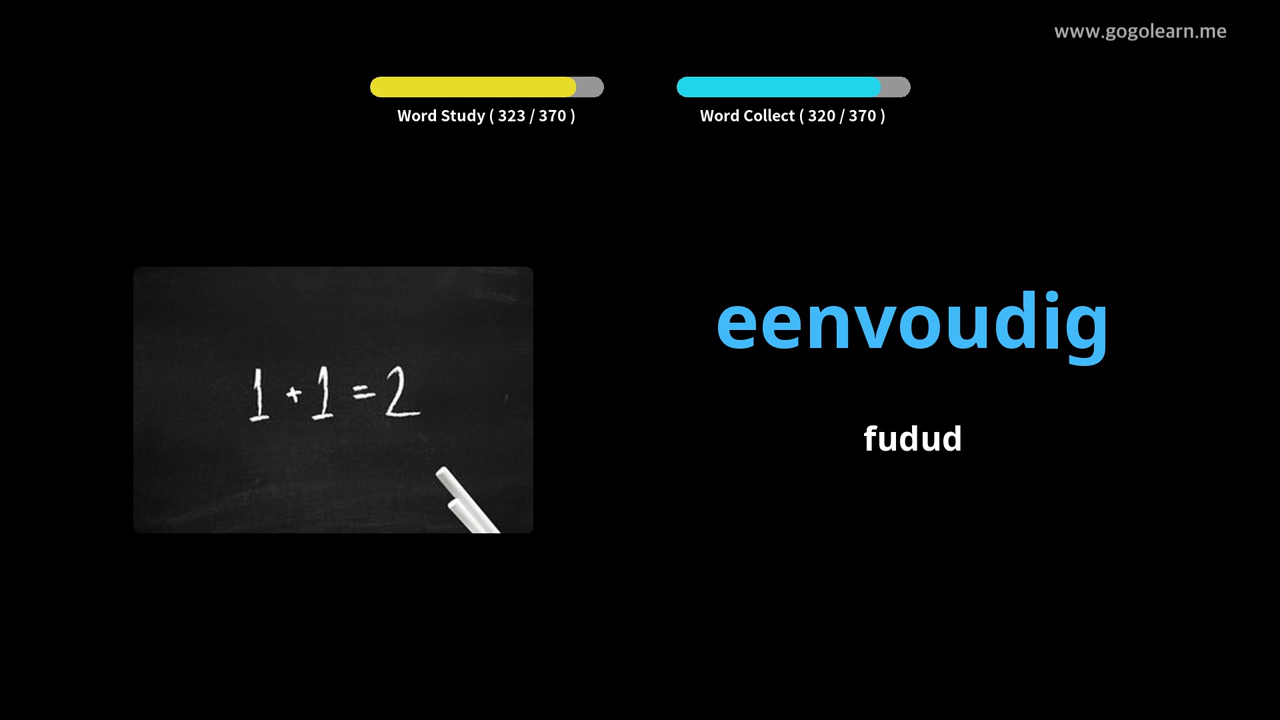 www.gogolearn.me
Word Study ( 323 / 370 )
Word Collect ( 320 / 370 )
1 + 1 = 2
eenvoudig
fudud